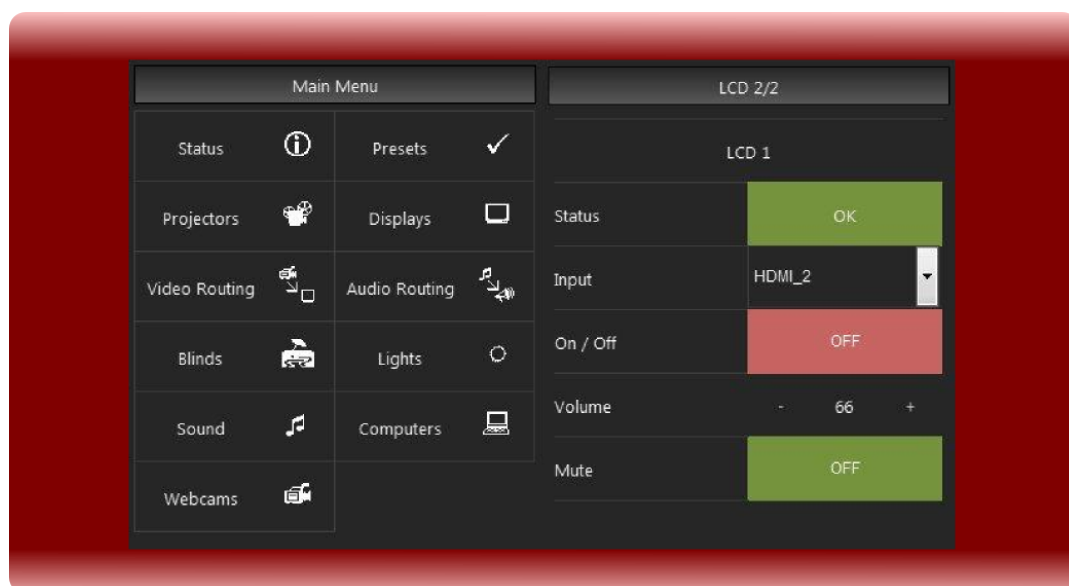 Main Menu
Status
Presets
Projectors
Displays
Video Routing
Audio Routing
Blinds
Lights
Sound
Computers
Webcams
LCD 2/2
LCD 1
Status OK
Input HDMI_2
On / Off OFF
Volume - 66 +
Mute OFF